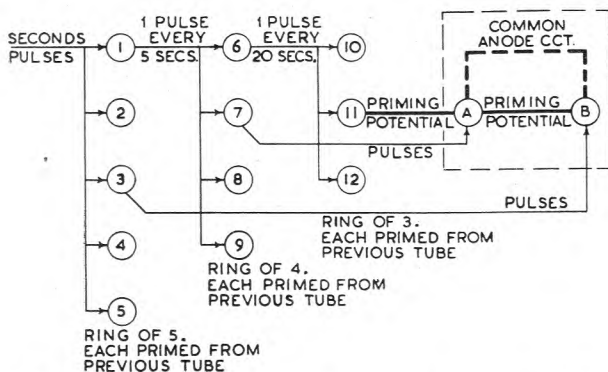 SECONDS
PULSES
1
1 PULSE
EVERY
5 SECS.
6
1 PULSE
EVERY
20 SECS.
10
COMMON
ANODE CCT.
2
7
11
PRIMING
POTENTIAL
A
PRIMING
POTENTIAL
B
PULSES
3
8
12
PULSES
RING OF 3.
EACH PRIMED FROM
PREVIOUS TUBE
4
9
RING OF 4.
EACH PRIMED FROM
PREVIOUS TUBE
5
RING OF 5.
EACH PRIMED FROM
PREVIOUS TUBE